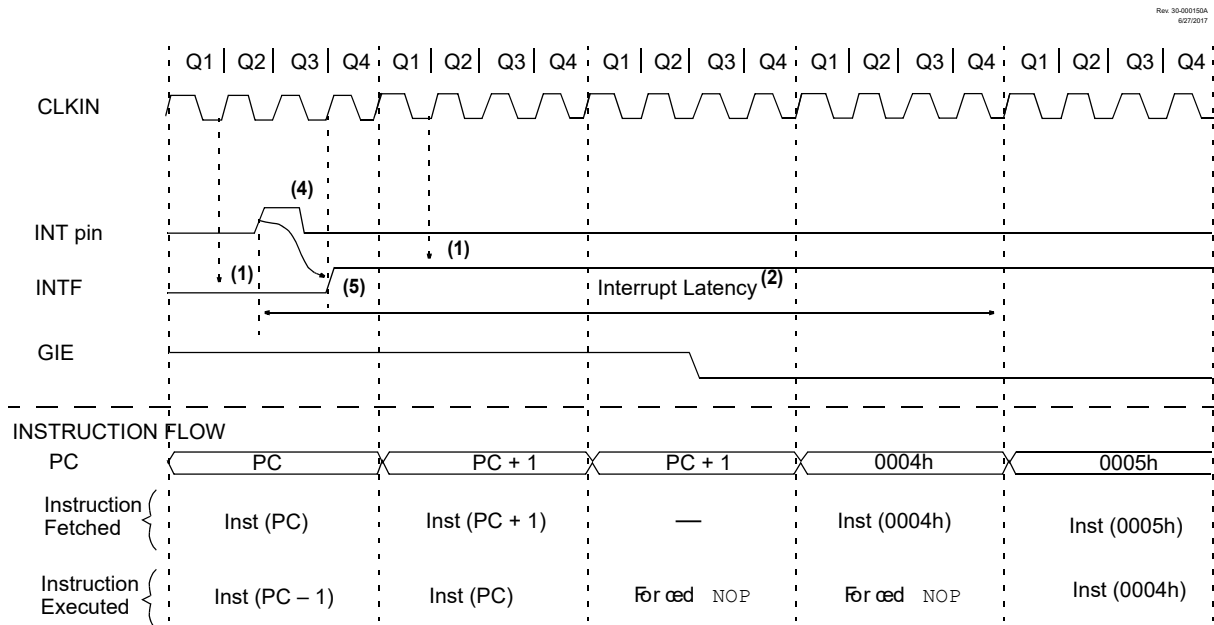 Rev. 30-000150A
6/27/2017
Q1 Q2 Q3 Q4 Q1 Q2 Q3 Q4 Q1 Q2 Q3 Q4 Q1 Q2 Q3 Q4 Q1 Q2 Q3 Q4
CLKIN
(4)
INT pin
(1)
(1)
INTF
(5)
Interrupt Latency (2)
GIE
INSTRUCTION FLOW
PC
PC
PC + 1
PC + 1
0004h
0005h
Instruction
Fetched
Inst (PC)
Inst (PC + 1)
—
Inst (0004h)
Inst (0005h)
Instruction
Executed
Inst (PC – 1)
Inst (PC)
Forced NOP
Forced NOP
Inst (0004h)